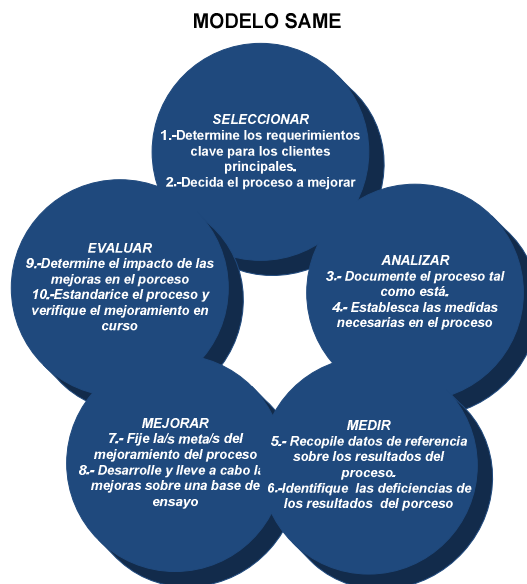 MODELO SAME
SELECCIONAR
1.-Determine los requerimientos
clave para los clientes
principales.
2.-Decida el proceso a mejorar
ANALIZAR
3.- Documente el proceso tal
como está.
4.- Establesca las medidas
necesarias en el proceso
MEDIR
5.- Recopile datos de referencia
sobre los resultados del
proceso.
6.-Identifique las deficiencias de
los resultados del porceso
MEJORAR
7.- Fije la/s meta/s del
mejoramiento del proceso
8.- Desarrolle y lleve a cabo la
mejoras sobre una base de
ensayo
EVALUAR
9.-Determine el impacto de las
mejoras en el porceso
10.-Estandarice el proceso y
verifique el mejoramiento en
curso